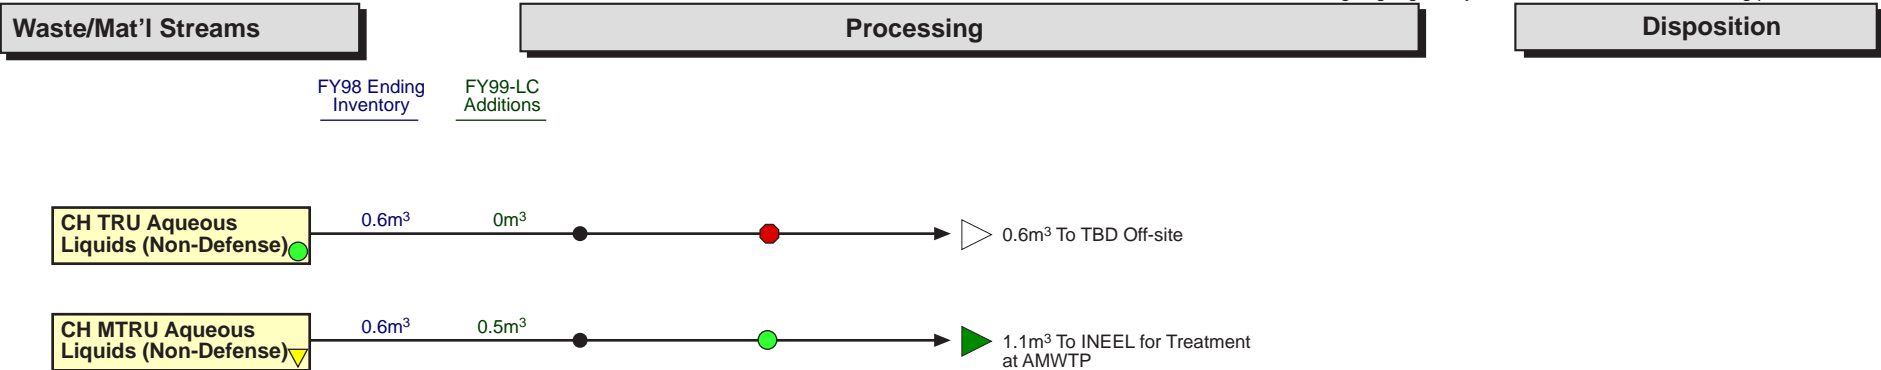 Waste/Mat’l Streams
Processing
Disposition
FY98 Ending
Inventory
FY99-LC
Additions
CH TRU Aqueous
Liquids (Non-Defense)
0.6m³
0m³
0.6m³ To TBD Off-site
CH MTRU Aqueous
Liquids (Non-Defense)
0.6m³
0.5m³
1.1m³ To INEEL for Treatment
at AMWTP